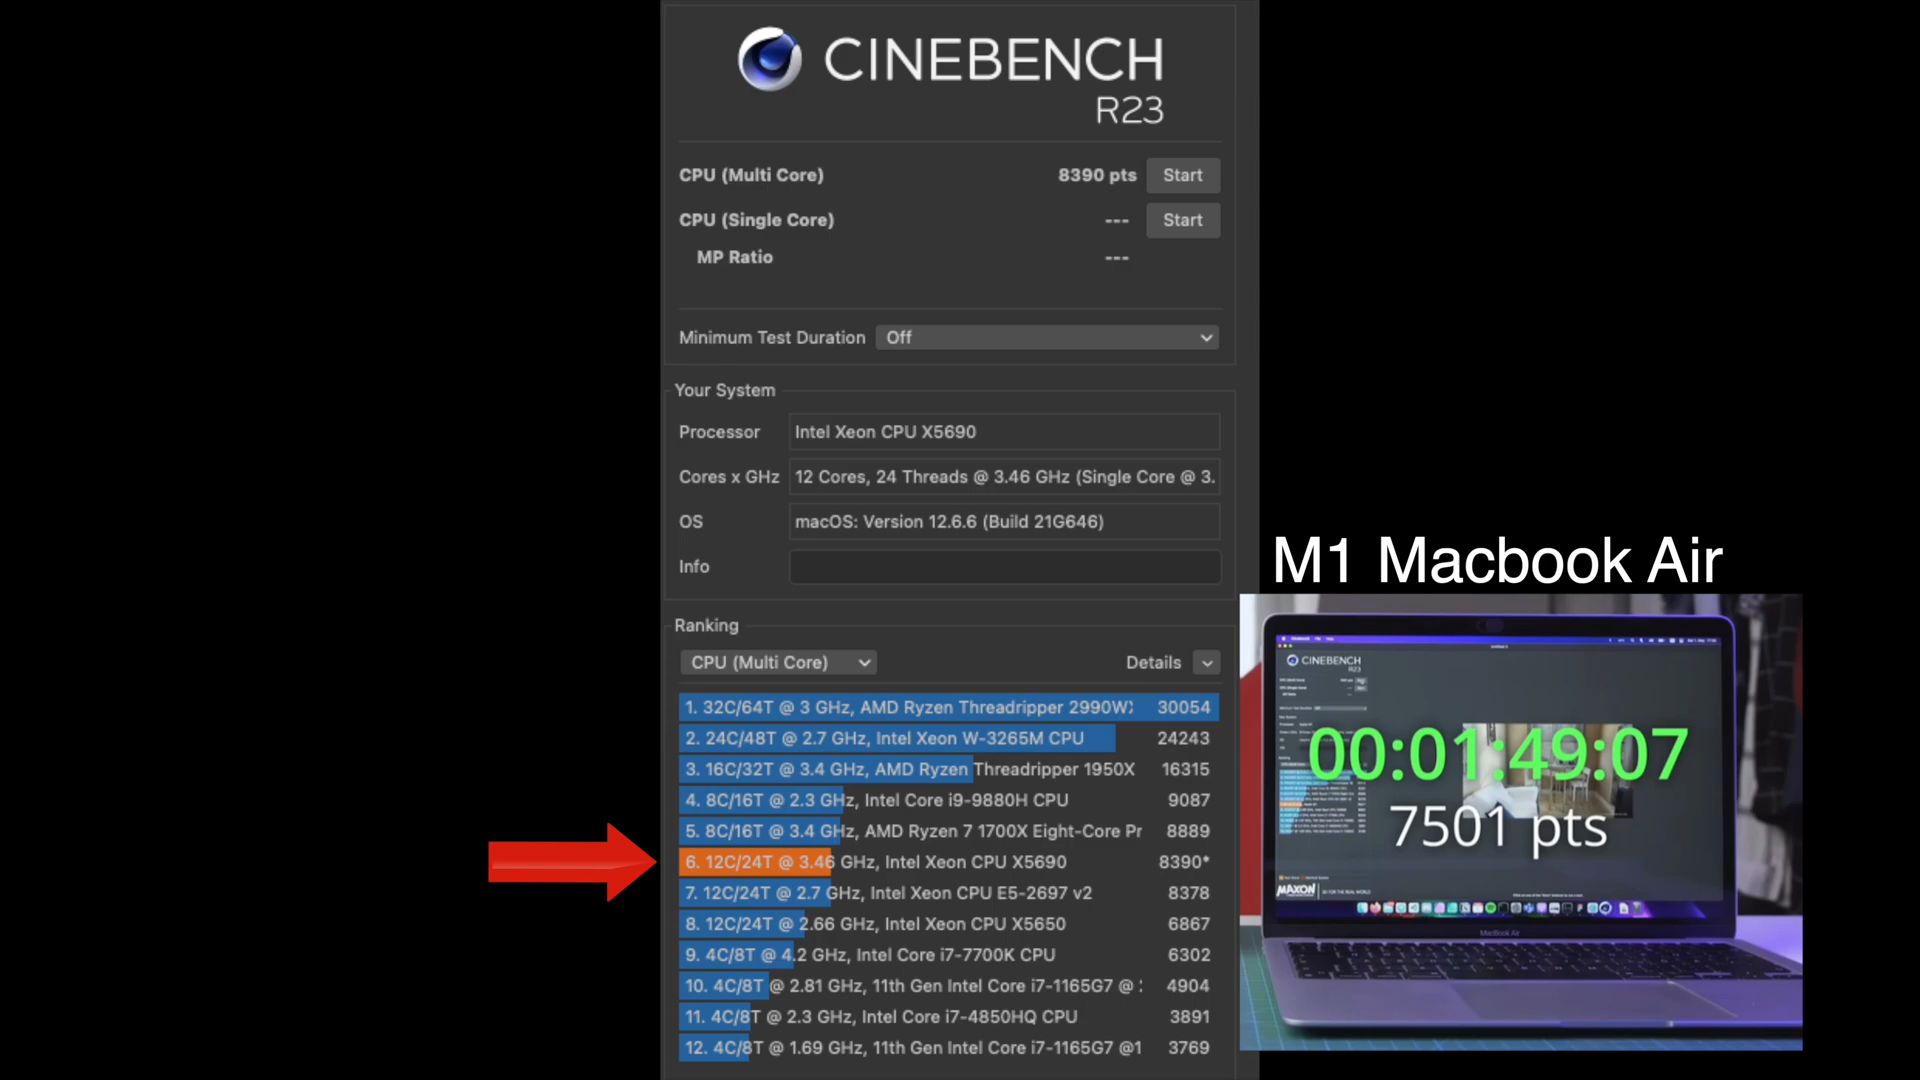 CINEBENCH
R23
CPU (Multi Core) 8390 pts Start
CPU (Single Core) --- Start
MP Ratio ---
Minimum Test Duration Off
Your System
Processor Intel Xeon CPU X5690
Cores x GHz 12 Cores, 24 Threads @ 3.46 GHz (Single Core @ 3.
OS macOS: Version 12.6.6 (Build 21G646)
Info
Ranking
CPU (Multi Core) Details
1. 32C/64T @ 3 GHz, AMD Ryzen Threadripper 2990WX 30054
2. 24C/48T @ 2.7 GHz, Intel Xeon W-3265M CPU 24243
3. 16C/32T @ 3.4 GHz, AMD Ryzen Threadripper 1950X 16315
4. 8C/16T @ 2.3 GHz, Intel Core i9-9880H CPU 9087
5. 8C/16T @ 3.4 GHz, AMD Ryzen 7 1700X Eight-Core Pr 8889
6. 12C/24T @ 3.46 GHz, Intel Xeon CPU X5690 8390*
7. 12C/24T @ 2.7 GHz, Intel Xeon CPU E5-2697 v2 8378
8. 12C/24T @ 2.66 GHz, Intel Xeon CPU X5650 6867
9. 4C/8T @ 4.2 GHz, Intel Core i7-7700K CPU 6302
10. 4C/8T @ 2.81 GHz, 11th Gen Intel Core i7-1165G7 @ 4904
11. 4C/8T @ 2.3 GHz, Intel Core i7-4850HQ CPU 3891
12. 4C/8T @ 1.69 GHz, 11th Gen Intel Core i7-1165G7 @1 3769
M1 Macbook Air
CINEBENCH
R23
00:01:49:07
7501 pts
MAXON
MacBook Air